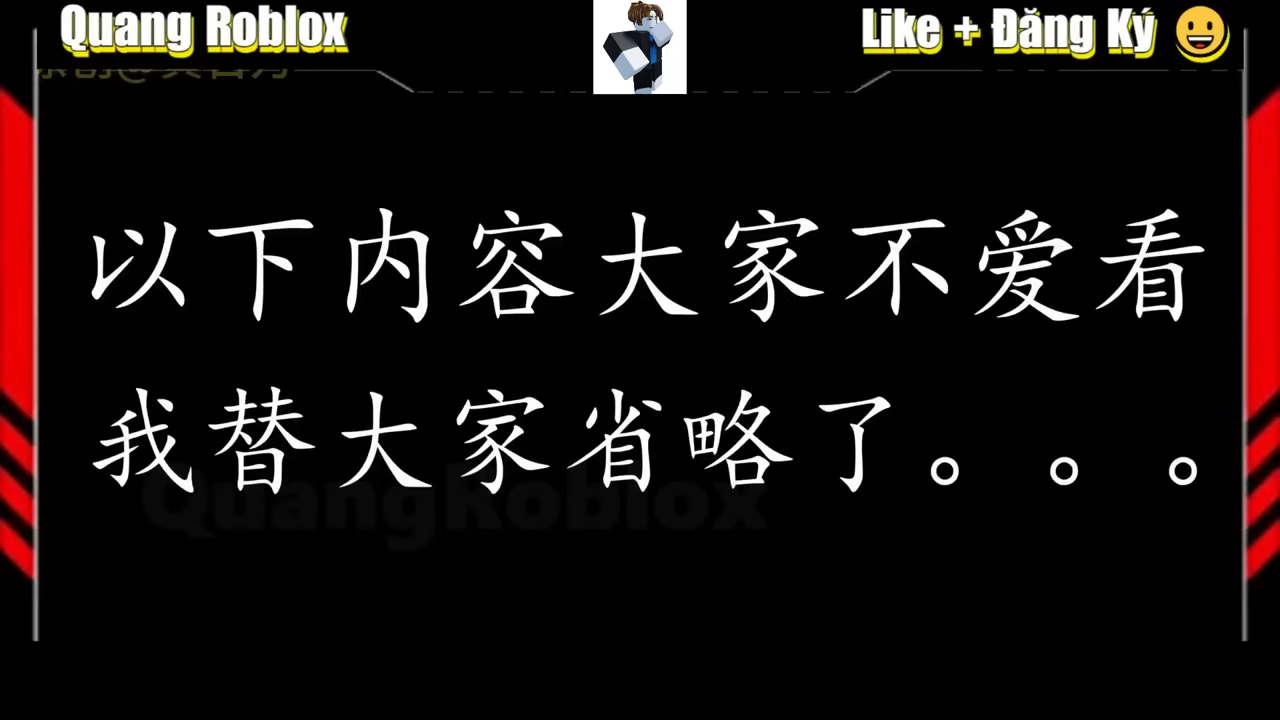 Quang Roblox
Like + Đăng Ký
以下内容大家不爱看
我替大家省略了。。。
QuangRoblox